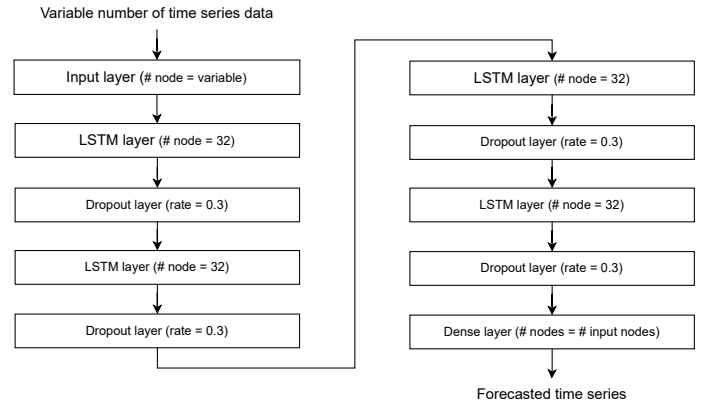 Variable number of time series data
Input layer (# node = variable)
LSTM layer (# node = 32)
Dropout layer (rate = 0.3)
LSTM layer (# node = 32)
Dropout layer (rate = 0.3)
LSTM layer (# node = 32)
Dropout layer (rate = 0.3)
LSTM layer (# node = 32)
Dropout layer (rate = 0.3)
Dense layer (# nodes = # input nodes)
Forecasted time series